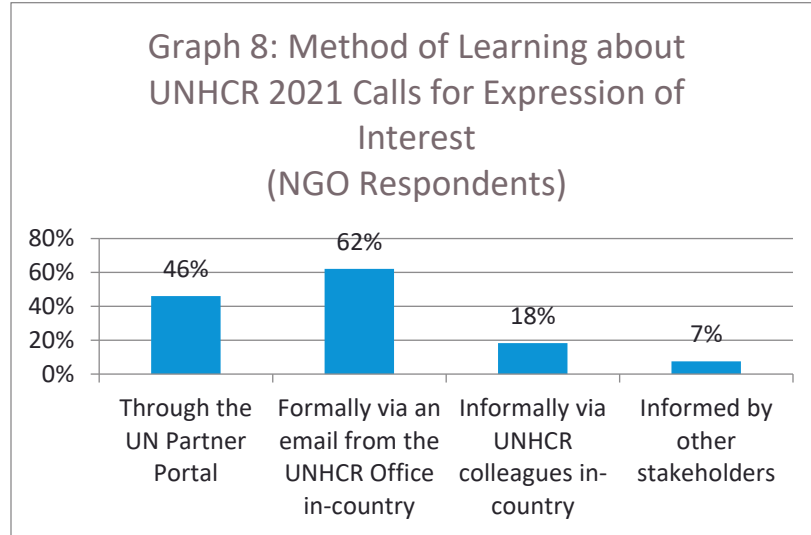 Graph 8: Method of Learning about
UNHCR 2021 Calls for Expression of
Interest
(NGO Respondents)
80%
60%
40%
20%
0%
46%
62%
18%
7%
Through the
UN Partner
Portal
Formally via an
email from the
UNHCR Office
in-country
Informally via
UNHCR
colleagues in-
country
Informed by
other
stakeholders